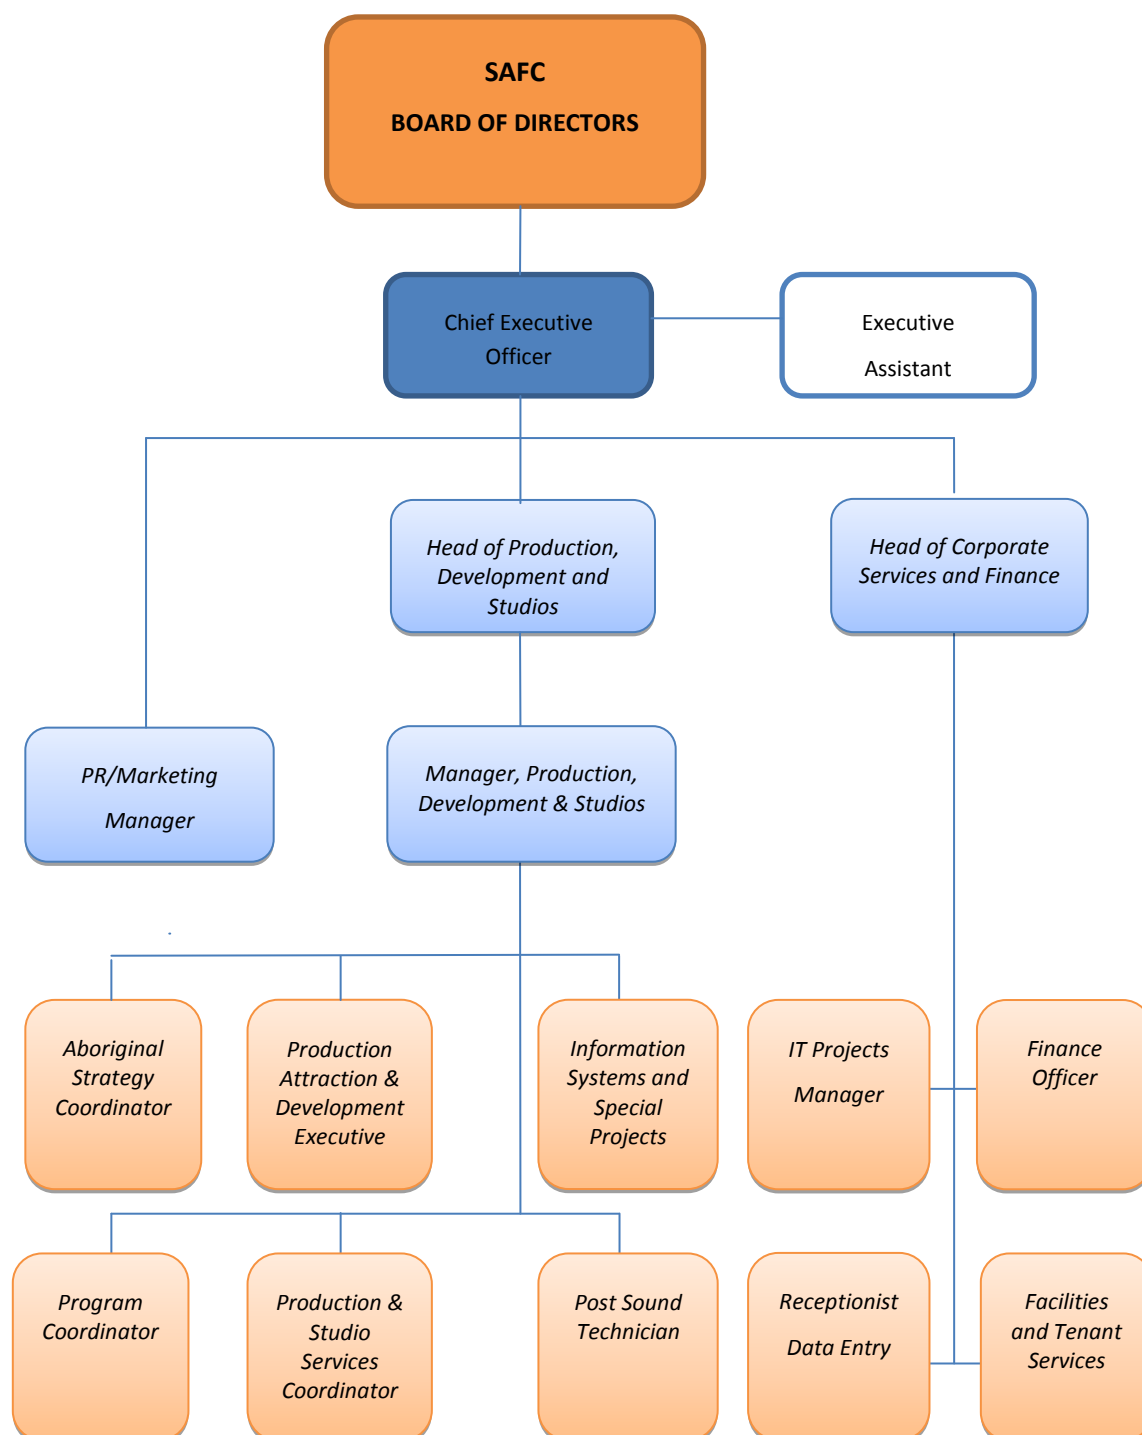 SAFC
BOARD OF DIRECTORS
Chief Executive
Officer
Executive
Assistant
Head of Production,
Development and
Studios
Head of Corporate
Services and Finance
PR/Marketing
Manager
Manager, Production,
Development & Studios
Aboriginal
Strategy
Coordinator
Production
Attraction &
Development
Executive
Information
Systems and
Special
Projects
IT Projects
Manager
Finance
Officer
Program
Coordinator
Production &
Studio
Services
Coordinator
Post Sound
Technician
Receptionist
Data Entry
Facilities
and Tenant
Services